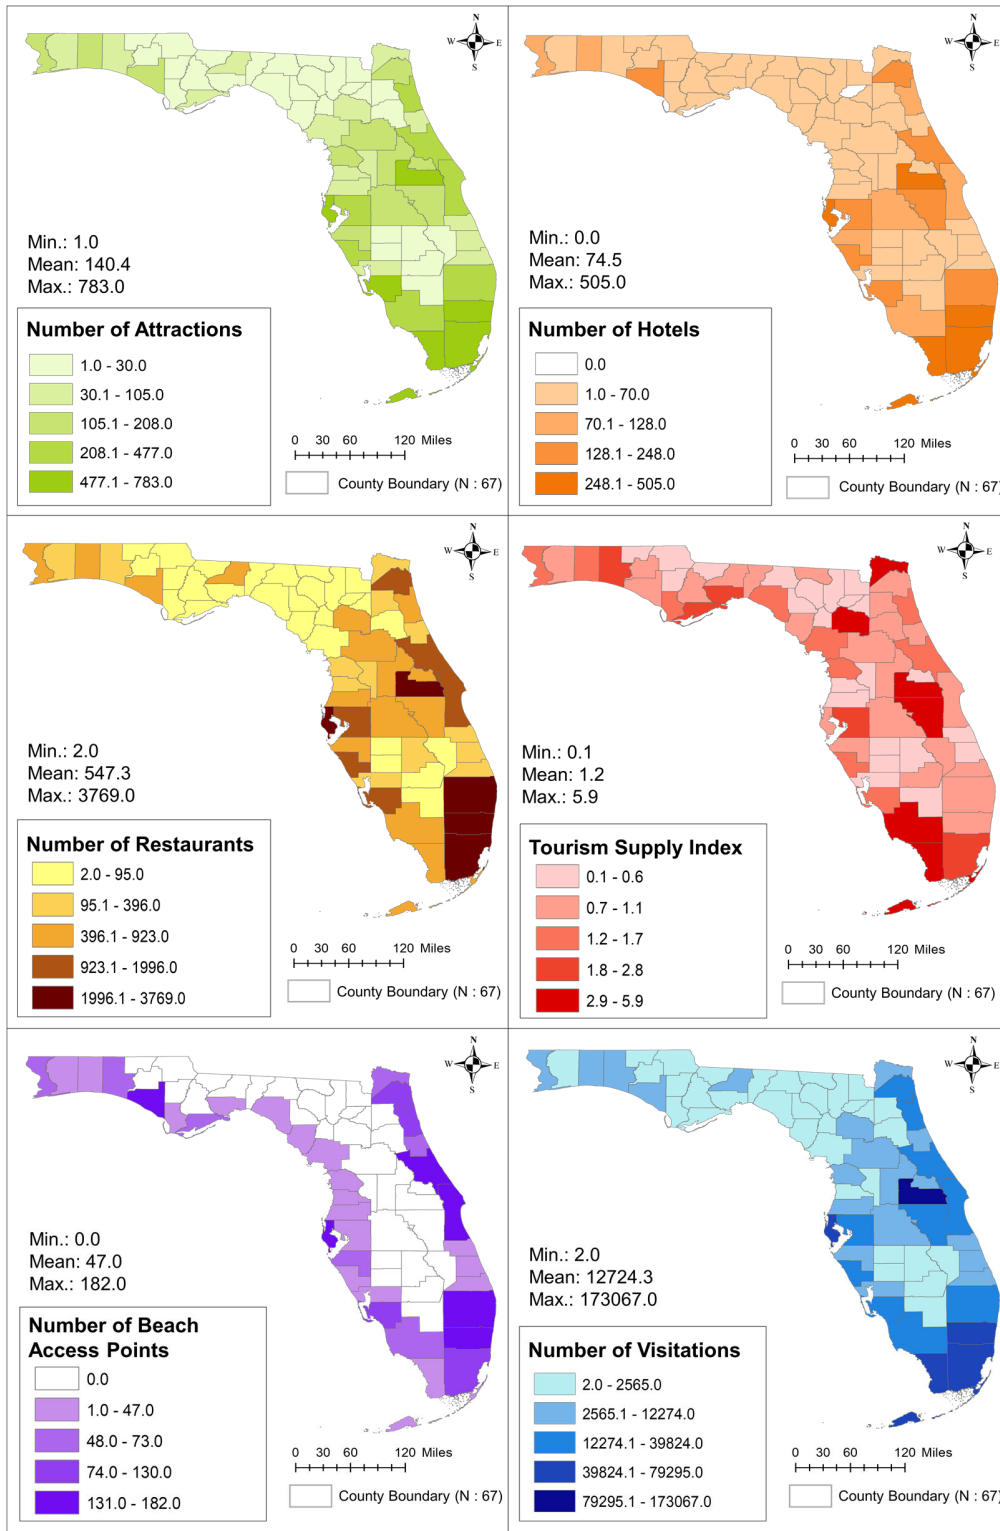 N
W E
S
Min.: 1.0
Mean: 140.4
Max.: 783.0
Number of Attractions
1.0 - 30.0
30.1 - 105.0
105.1 - 208.0
208.1 - 477.0
477.1 - 783.0
0 30 60 120 Miles
County Boundary (N : 67)
N
W E
S
Min.: 0.0
Mean: 74.5
Max.: 505.0
Number of Hotels
0.0
1.0 - 70.0
70.1 - 128.0
128.1 - 248.0
248.1 - 505.0
0 30 60 120 Miles
County Boundary (N : 67)
N
W E
S
Min.: 2.0
Mean: 547.3
Max.: 3769.0
Number of Restaurants
2.0 - 95.0
95.1 - 396.0
396.1 - 923.0
923.1 - 1996.0
1996.1 - 3769.0
0 30 60 120 Miles
County Boundary (N : 67)
N
W E
S
Min.: 0.1
Mean: 1.2
Max.: 5.9
Tourism Supply Index
0.1 - 0.6
0.7 - 1.1
1.2 - 1.7
1.8 - 2.8
2.9 - 5.9
0 30 60 120 Miles
County Boundary (N : 67)
N
W E
S
Min.: 0.0
Mean: 47.0
Max.: 182.0
Number of Beach
Access Points
0.0
1.0 - 47.0
48.0 - 73.0
74.0 - 130.0
131.0 - 182.0
0 30 60 120 Miles
County Boundary (N : 67)
N
W E
S
Min.: 2.0
Mean: 12724.3
Max.: 173067.0
Number of Visitations
2.0 - 2565.0
2565.1 - 12274.0
12274.1 - 39824.0
39824.1 - 79295.0
79295.1 - 173067.0
0 30 60 120 Miles
County Boundary (N : 67)